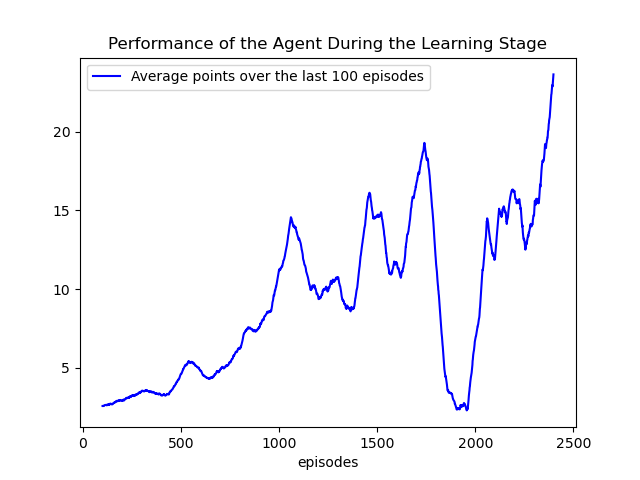 Performance of the Agent During the Learning Stage
Average points over the last 100 episodes
20
15
10
5
0 500 1000 1500 2000 2500
episodes